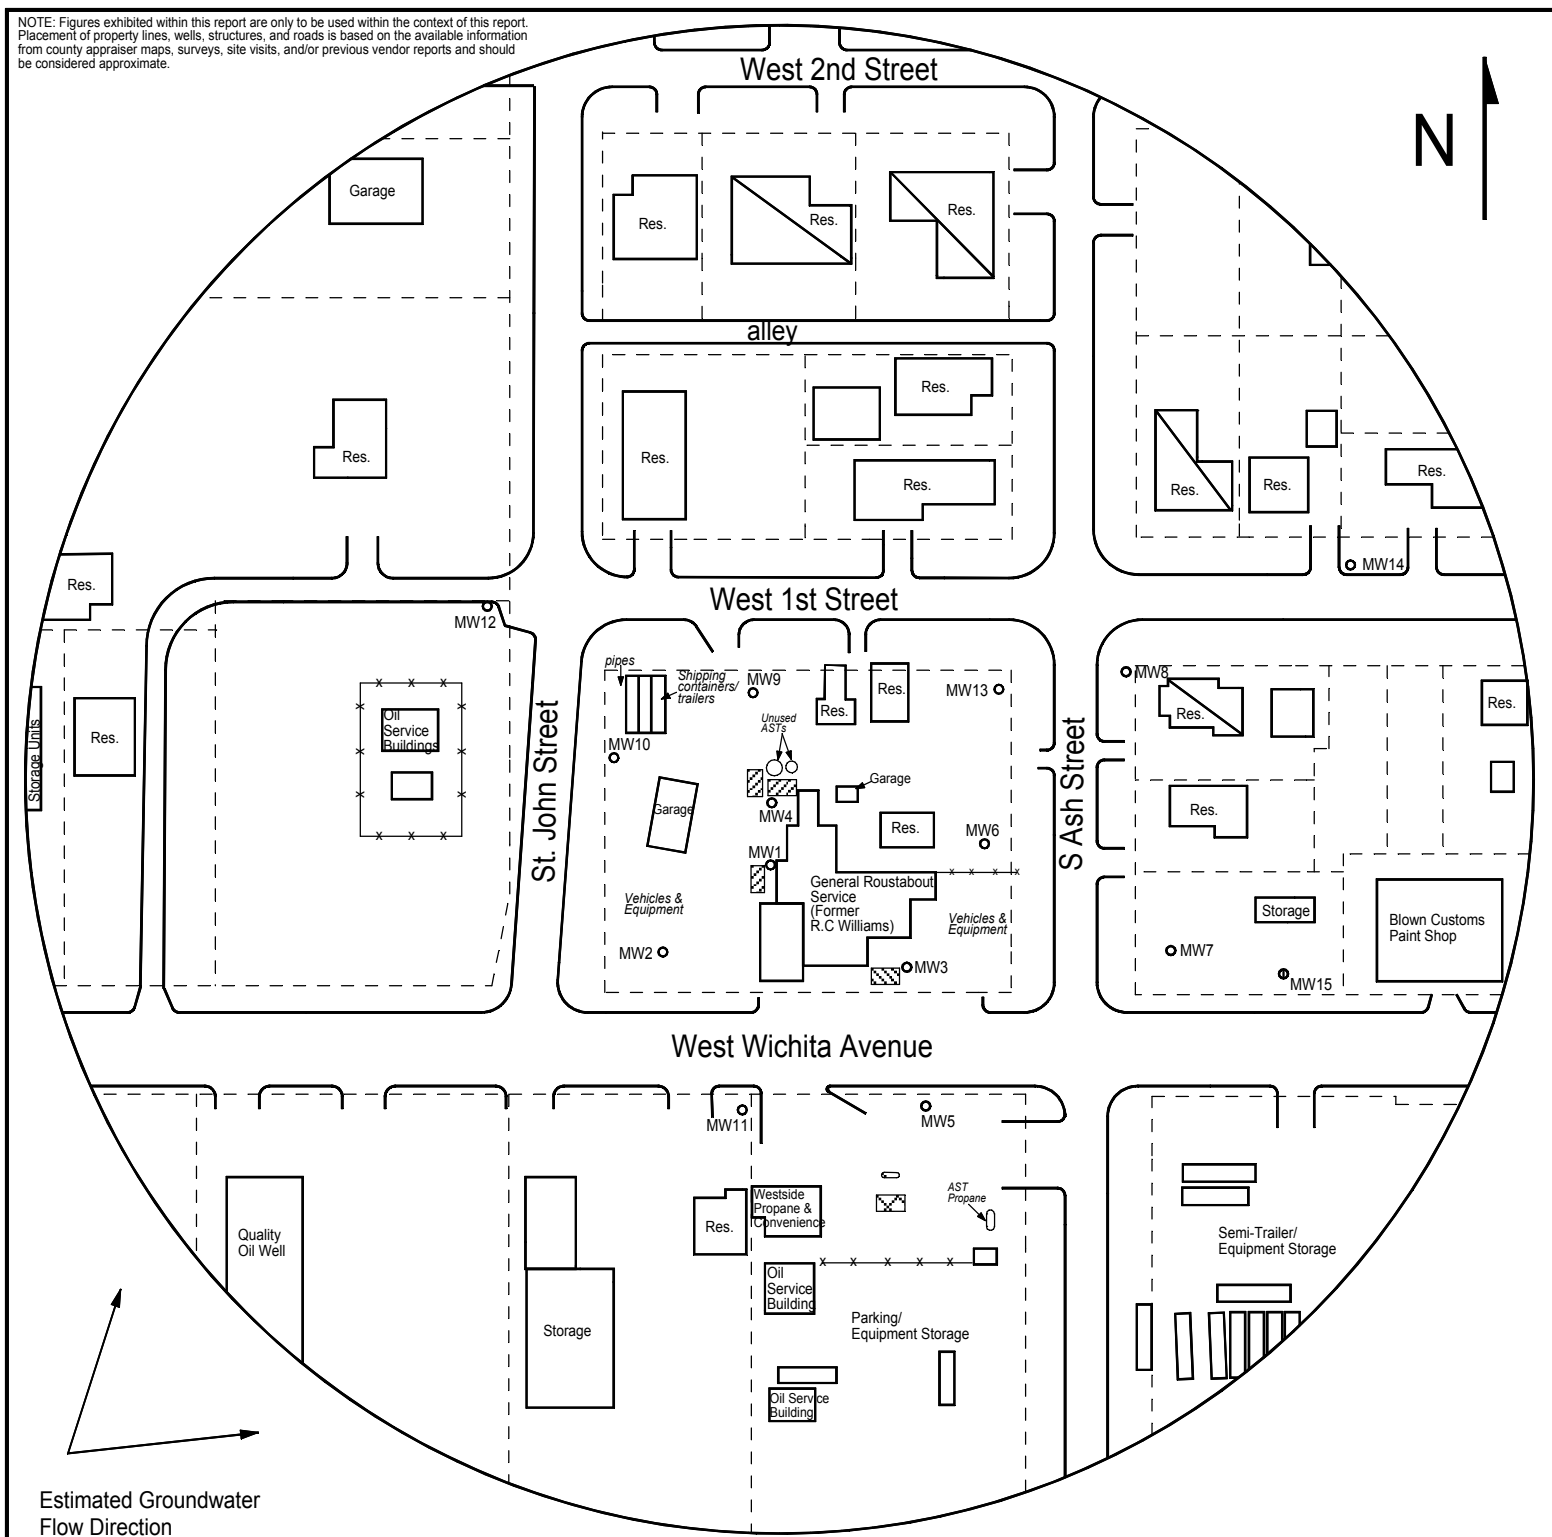 NOTE: Figures exhibited within this report are only to be used within the context of this report.
Placement of property lines, wells, structures, and roads is based on the available information
from county appraiser maps, surveys, site visits, and/or previous vendor reports and should
be considered approximate.
West 2nd Street
N
Garage
Res.
Res.
Res.
alley
Res.
Res.
Res.
Res.
Res.
Res.
Res.
MW14
Res.
West 1st Street
MW12
pipes
Shipping
containers/
trailers
MW9
Res.
Res.
MW13
MW8
Res.
Res.
Storage Units
Res.
Oil
Service
Buildings
St. John Street
MW10
Unused
ASTs
Garage
MW4
Garage
Res.
MW6
S Ash Street
Res.
MW1
General Roustabout
Service
(Former
R.C Williams)
Vehicles &
Equipment
Vehicles &
Equipment
Storage
Blown Customs
Paint Shop
MW2
MW3
MW7
MW15
West Wichita Avenue
MW11
MW5
Quality
Oil Well
Res.
Westside
Propane &
Convenience
AST
Propane
Semi-Trailer/
Equipment Storage
Oil
Service
Building
Storage
Parking/
Equipment Storage
Oil Service
Building
Estimated Groundwater
Flow Direction